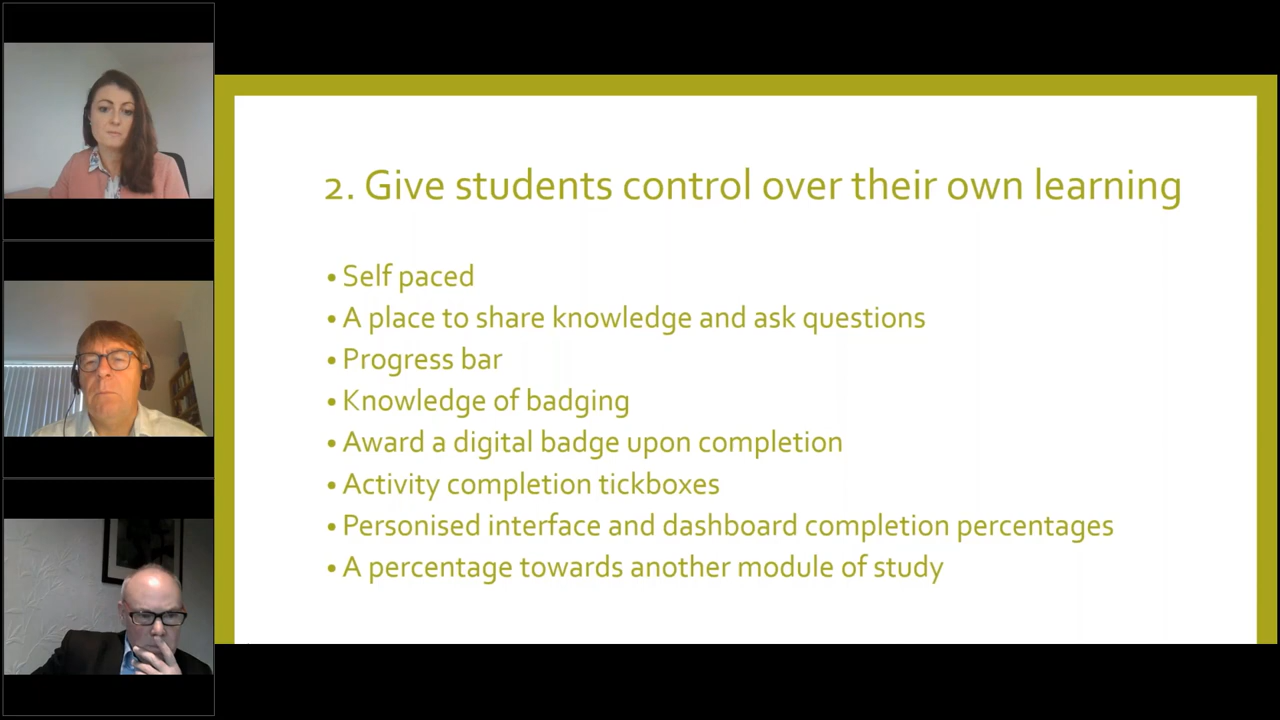 2. Give students control over their own learning
• Self paced
• A place to share knowledge and ask questions
• Progress bar
• Knowledge of badging
• Award a digital badge upon completion
• Activity completion tickboxes
• Personised interface and dashboard completion percentages
• A percentage towards another module of study